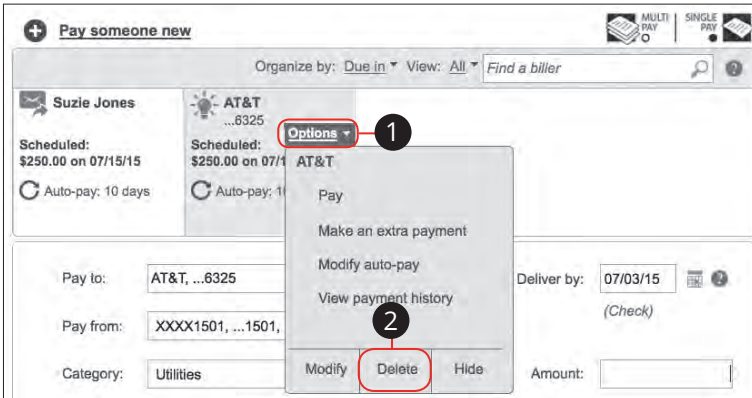 Pay someone new
MULTI PAY
SINGLE PAY
Organize by: Due in View: All Find a biller
Suzie Jones
Scheduled:
$250.00 on 07/15/15
Auto-pay: 10 days
AT&T
...6325
Scheduled:
$250.00 on 07/1
Auto-pay: 1
Options
1
AT&T
Pay
Make an extra payment
Modify auto-pay
View payment history
2
Modify Delete Hide
Pay to: AT&T, ...6325
Deliver by: 07/03/15
(Check)
Pay from: XXXX1501, ...1501,
Category: Utilities
Amount: